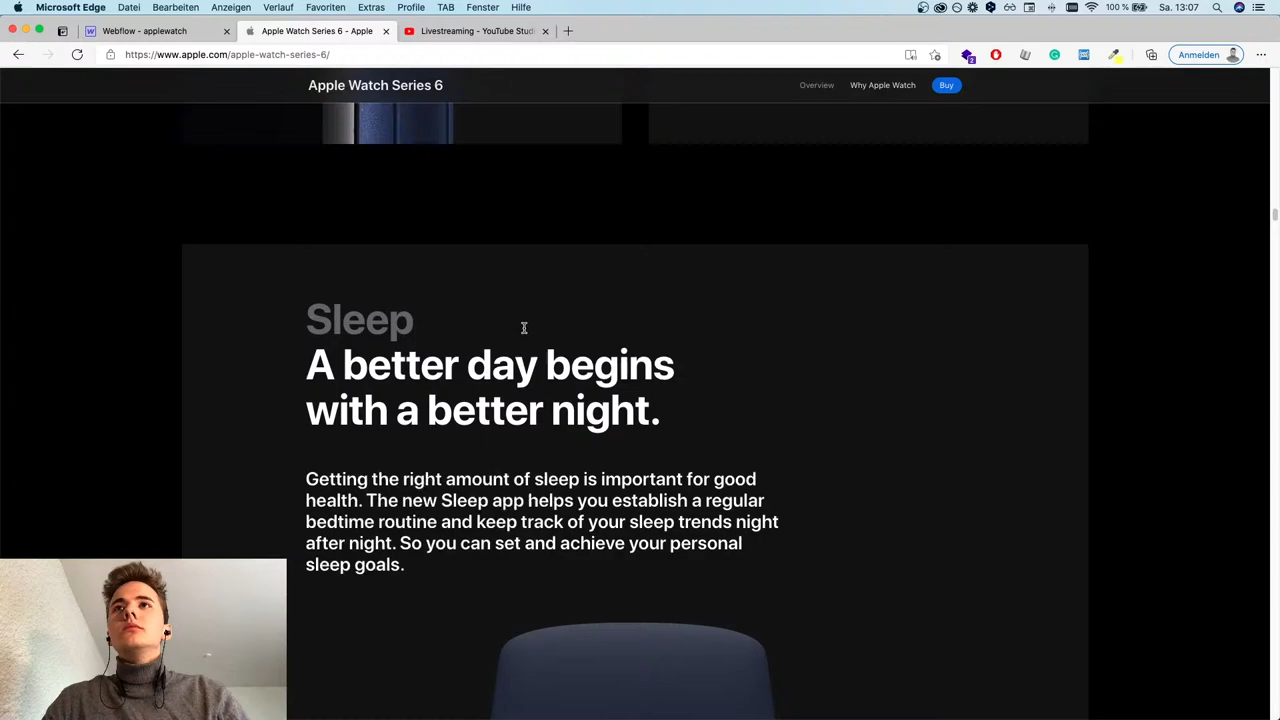 Microsoft Edge Datei Bearbeiten Anzeigen Verlauf Favoriten Extras Profile TAB Fenster Hilfe 100 % Sa. 13:07
Webflow - applewatch Apple Watch Series 6 - Apple Livestreaming - YouTube Stud
https://www.apple.com/apple-watch-series-6/ 2 Anmelden
Apple Watch Series 6 Overview Why Apple Watch Buy
Sleep
A better day begins
with a better night.
Getting the right amount of sleep is important for good
health. The new Sleep app helps you establish a regular
bedtime routine and keep track of your sleep trends night
after night. So you can set and achieve your personal
sleep goals.